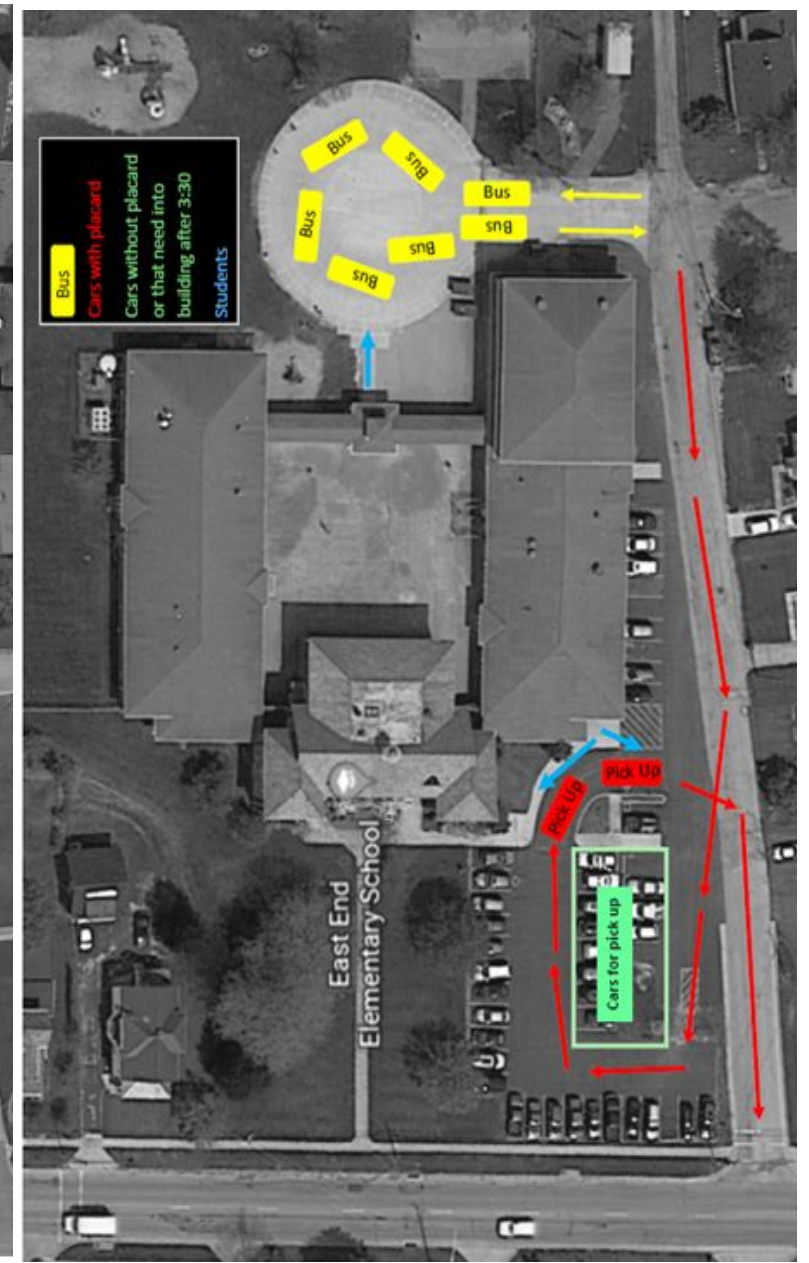 Bus
Cars with placard
Cars without placard
or that need into
building after 3:30
Students
Bus
Bus
Bus
Bus
Bus
Bus
Bus
East End
Elementary School
Pick Up
Pick Up
Cars for pick up